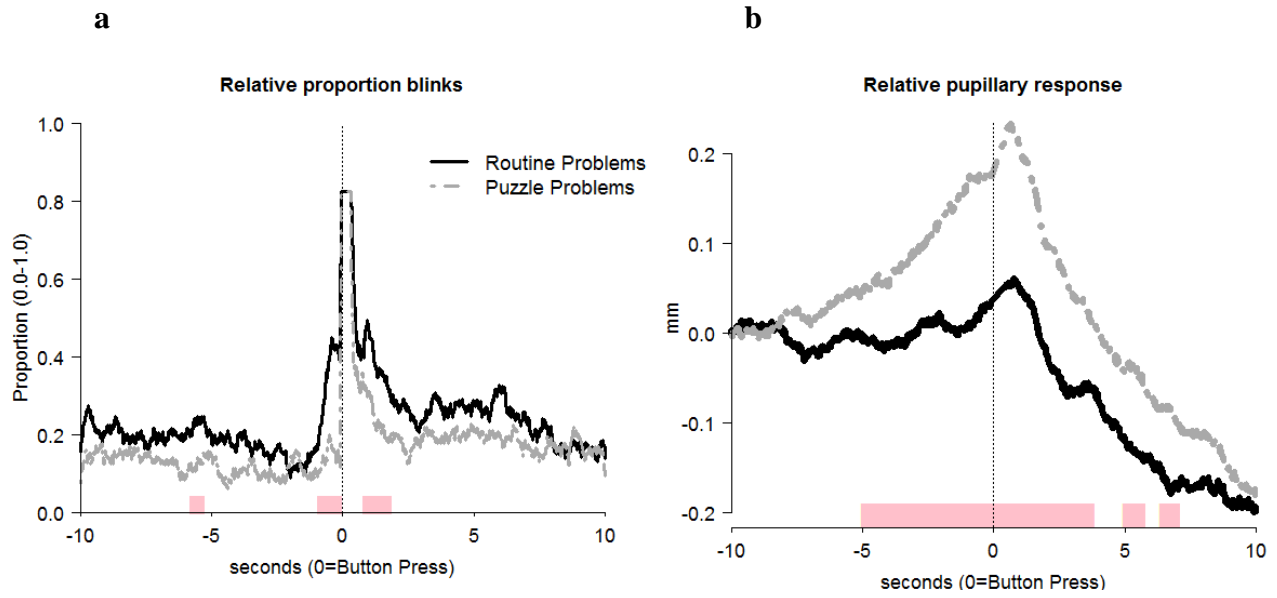 a
Relative proportion blinks
Proportion (0.0-1.0)
1.0
0.8
0.6
0.4
0.2
0.0
Routine Problems
Puzzle Problems
-10 -5 0 5 10
seconds (0=Button Press)
b
Relative pupillary response
mm
0.2
0.1
0.0
-0.1
-0.2
-10 -5 0 5 10
seconds (0=Button Press)